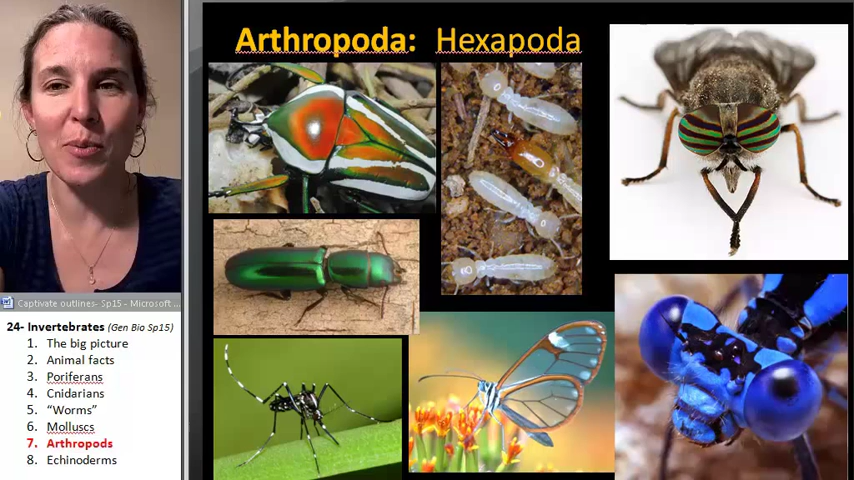 Arthropoda: Hexapoda
Captivate outlines- Sp15 - Microsoft ...
24- Invertebrates (Gen Bio Sp15)
1. The big picture
2. Animal facts
3. Poriferans
4. Cnidarians
5. “Worms”
6. Molluscs
7. Arthropods
8. Echinoderms